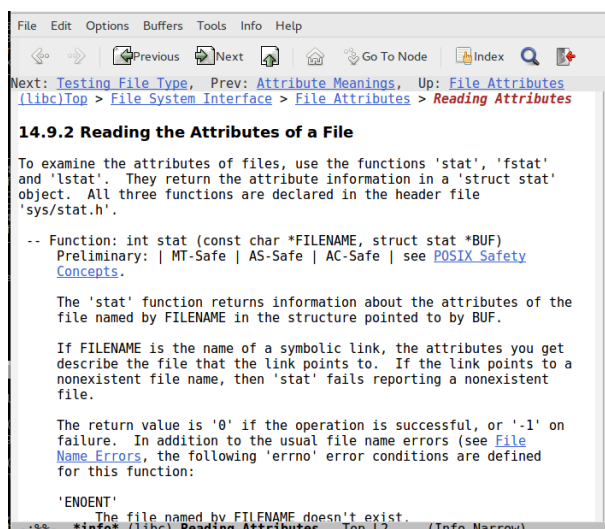 File Edit Options Buffers Tools Info Help
Previous Next Go To Node Index
Next: Testing File Type, Prev: Attribute Meanings, Up: File Attributes
(libc)Top > File System Interface > File Attributes > Reading Attributes
14.9.2 Reading the Attributes of a File
To examine the attributes of files, use the functions 'stat', 'fstat'
and 'lstat'. They return the attribute information in a 'struct stat'
object. All three functions are declared in the header file
'sys/stat.h'.
-- Function: int stat (const char *FILENAME, struct stat *BUF)
Preliminary: | MT-Safe | AS-Safe | AC-Safe | see POSIX Safety
Concepts.
The 'stat' function returns information about the attributes of the
file named by FILENAME in the structure pointed to by BUF.
If FILENAME is the name of a symbolic link, the attributes you get
describe the file that the link points to. If the link points to a
nonexistent file name, then 'stat' fails reporting a nonexistent
file.
The return value is '0' if the operation is successful, or '-1' on
failure. In addition to the usual file name errors (see File
Name Errors, the following 'errno' error conditions are defined
for this function:
'ENOENT'
The file named by FILENAME doesn't exist.
-:%% *info* (libc) Reading Attributes Top L2 (Info Narrow)